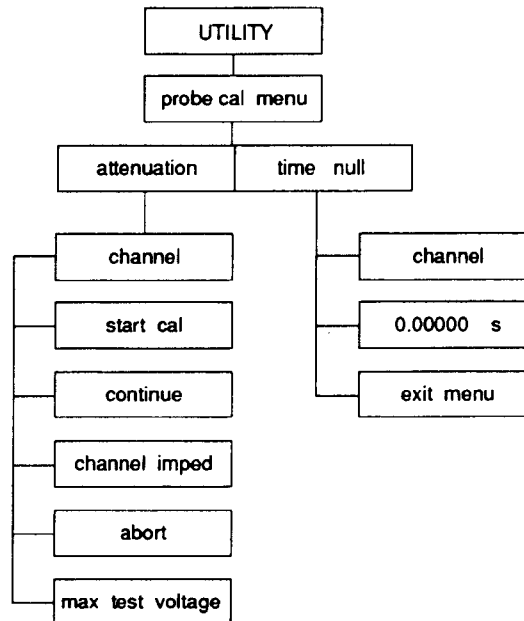 UTILITY
probe cal menu
attenuation
time null
channel
start cal
continue
channel imped
abort
max test voltage
channel
0.00000 s
exit menu